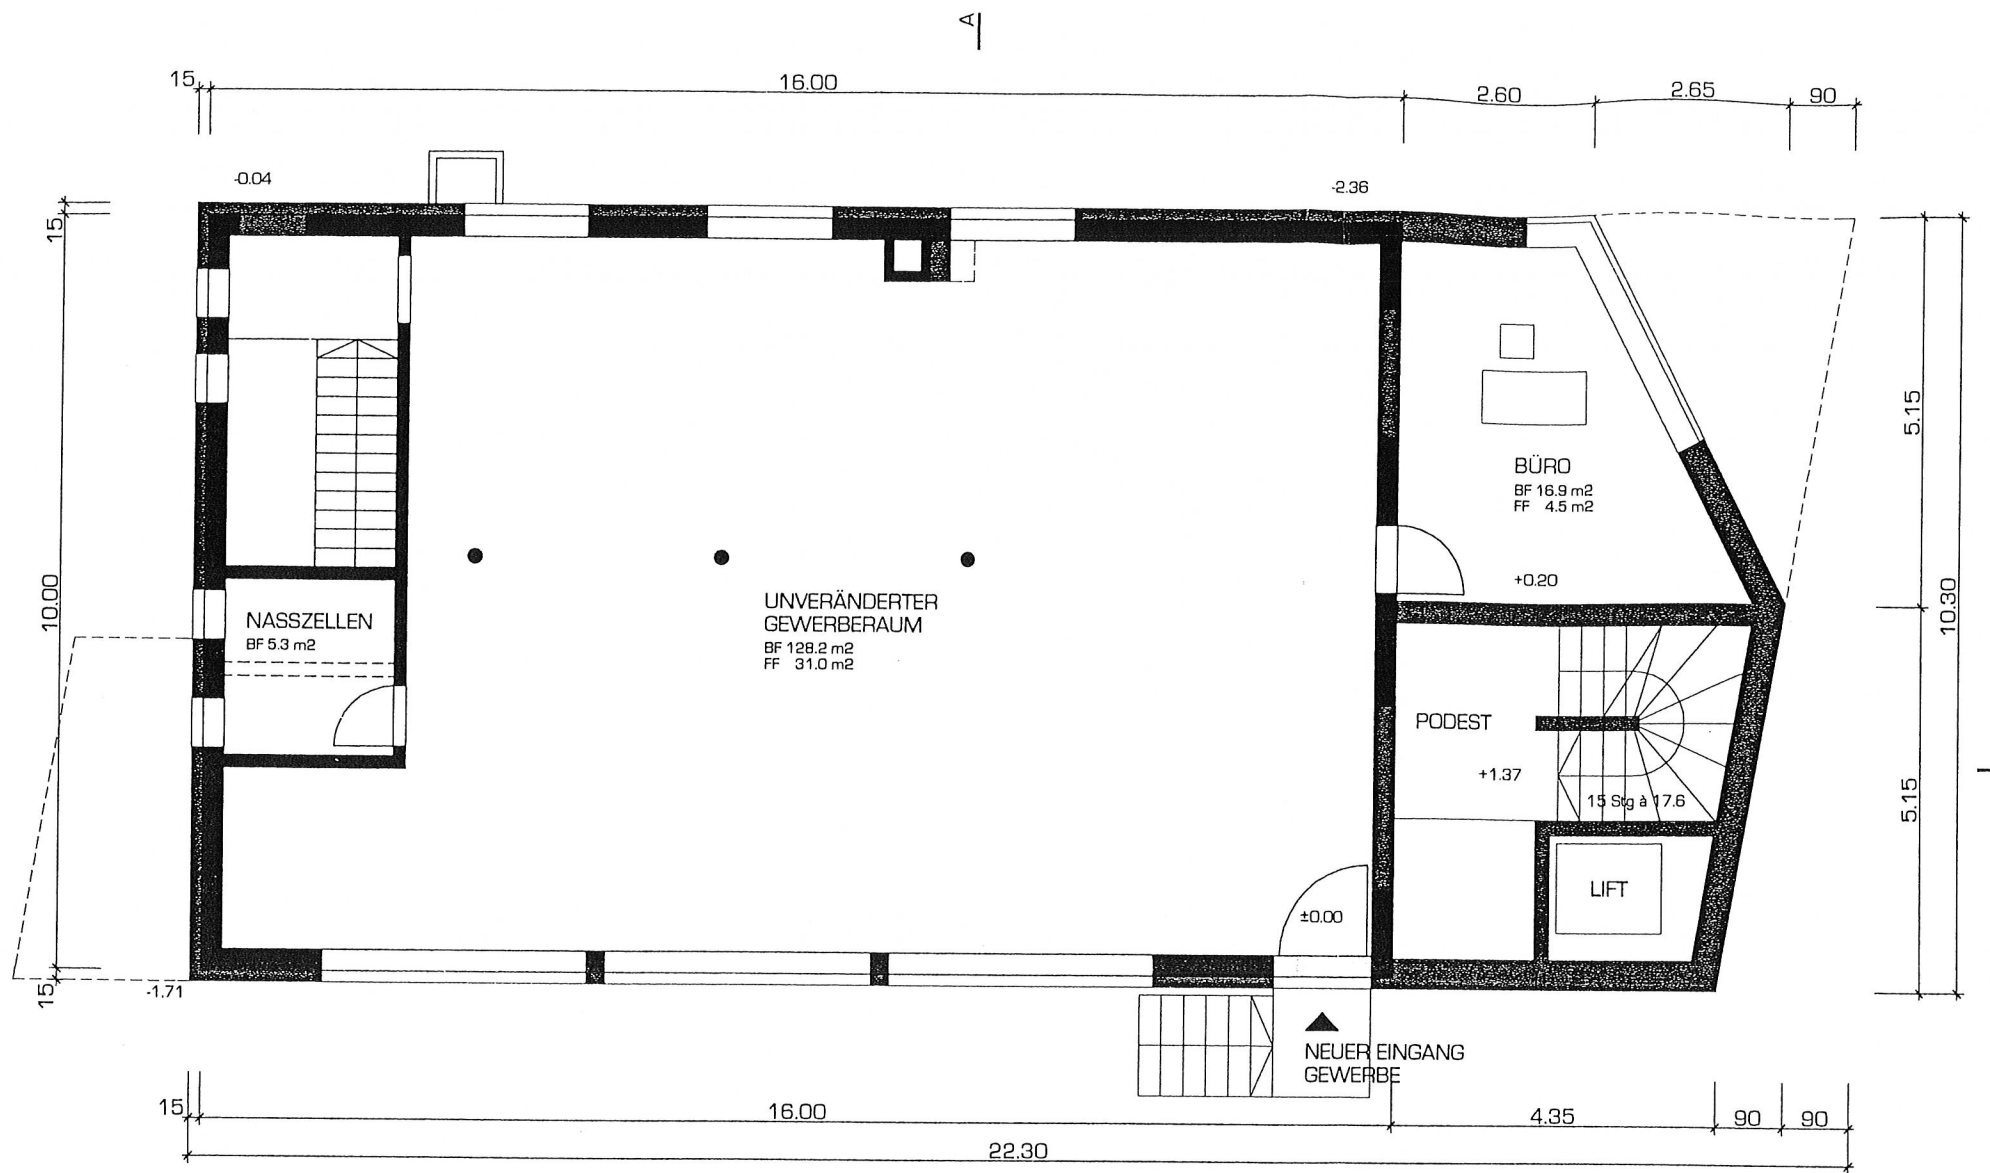 A
15
16.00
2.60
2.65
90
-0.04
-2.36
15
10.00
15
-1.71
5.15
10.30
5.15
BÜRO
BF 16.9 m2
FF 4.5 m2
+0.20
NASSZELLEN
BF 5.3 m2
UNVERÄNDERTER
GEWERBERAUM
BF 128.2 m2
FF 31.0 m2
PODEST
+1.37
15 Stg à 17.6
LIFT
±0.00
NEUER EINGANG
GEWERBE
15
16.00
4.35
90
90
22.30